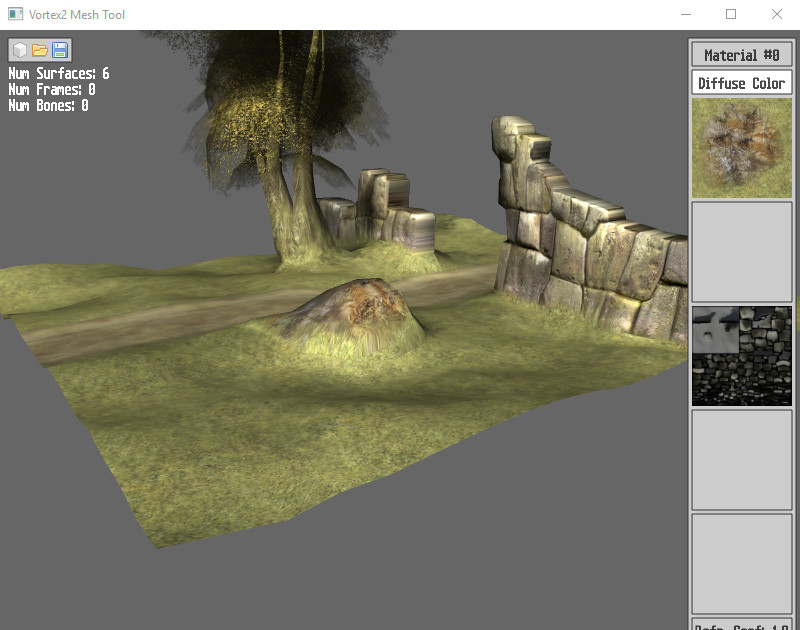 Vortex2 Mesh Tool
Num Surfaces: 6
Num Frames: 0
Num Bones: 0
Material #0
Diffuse Color